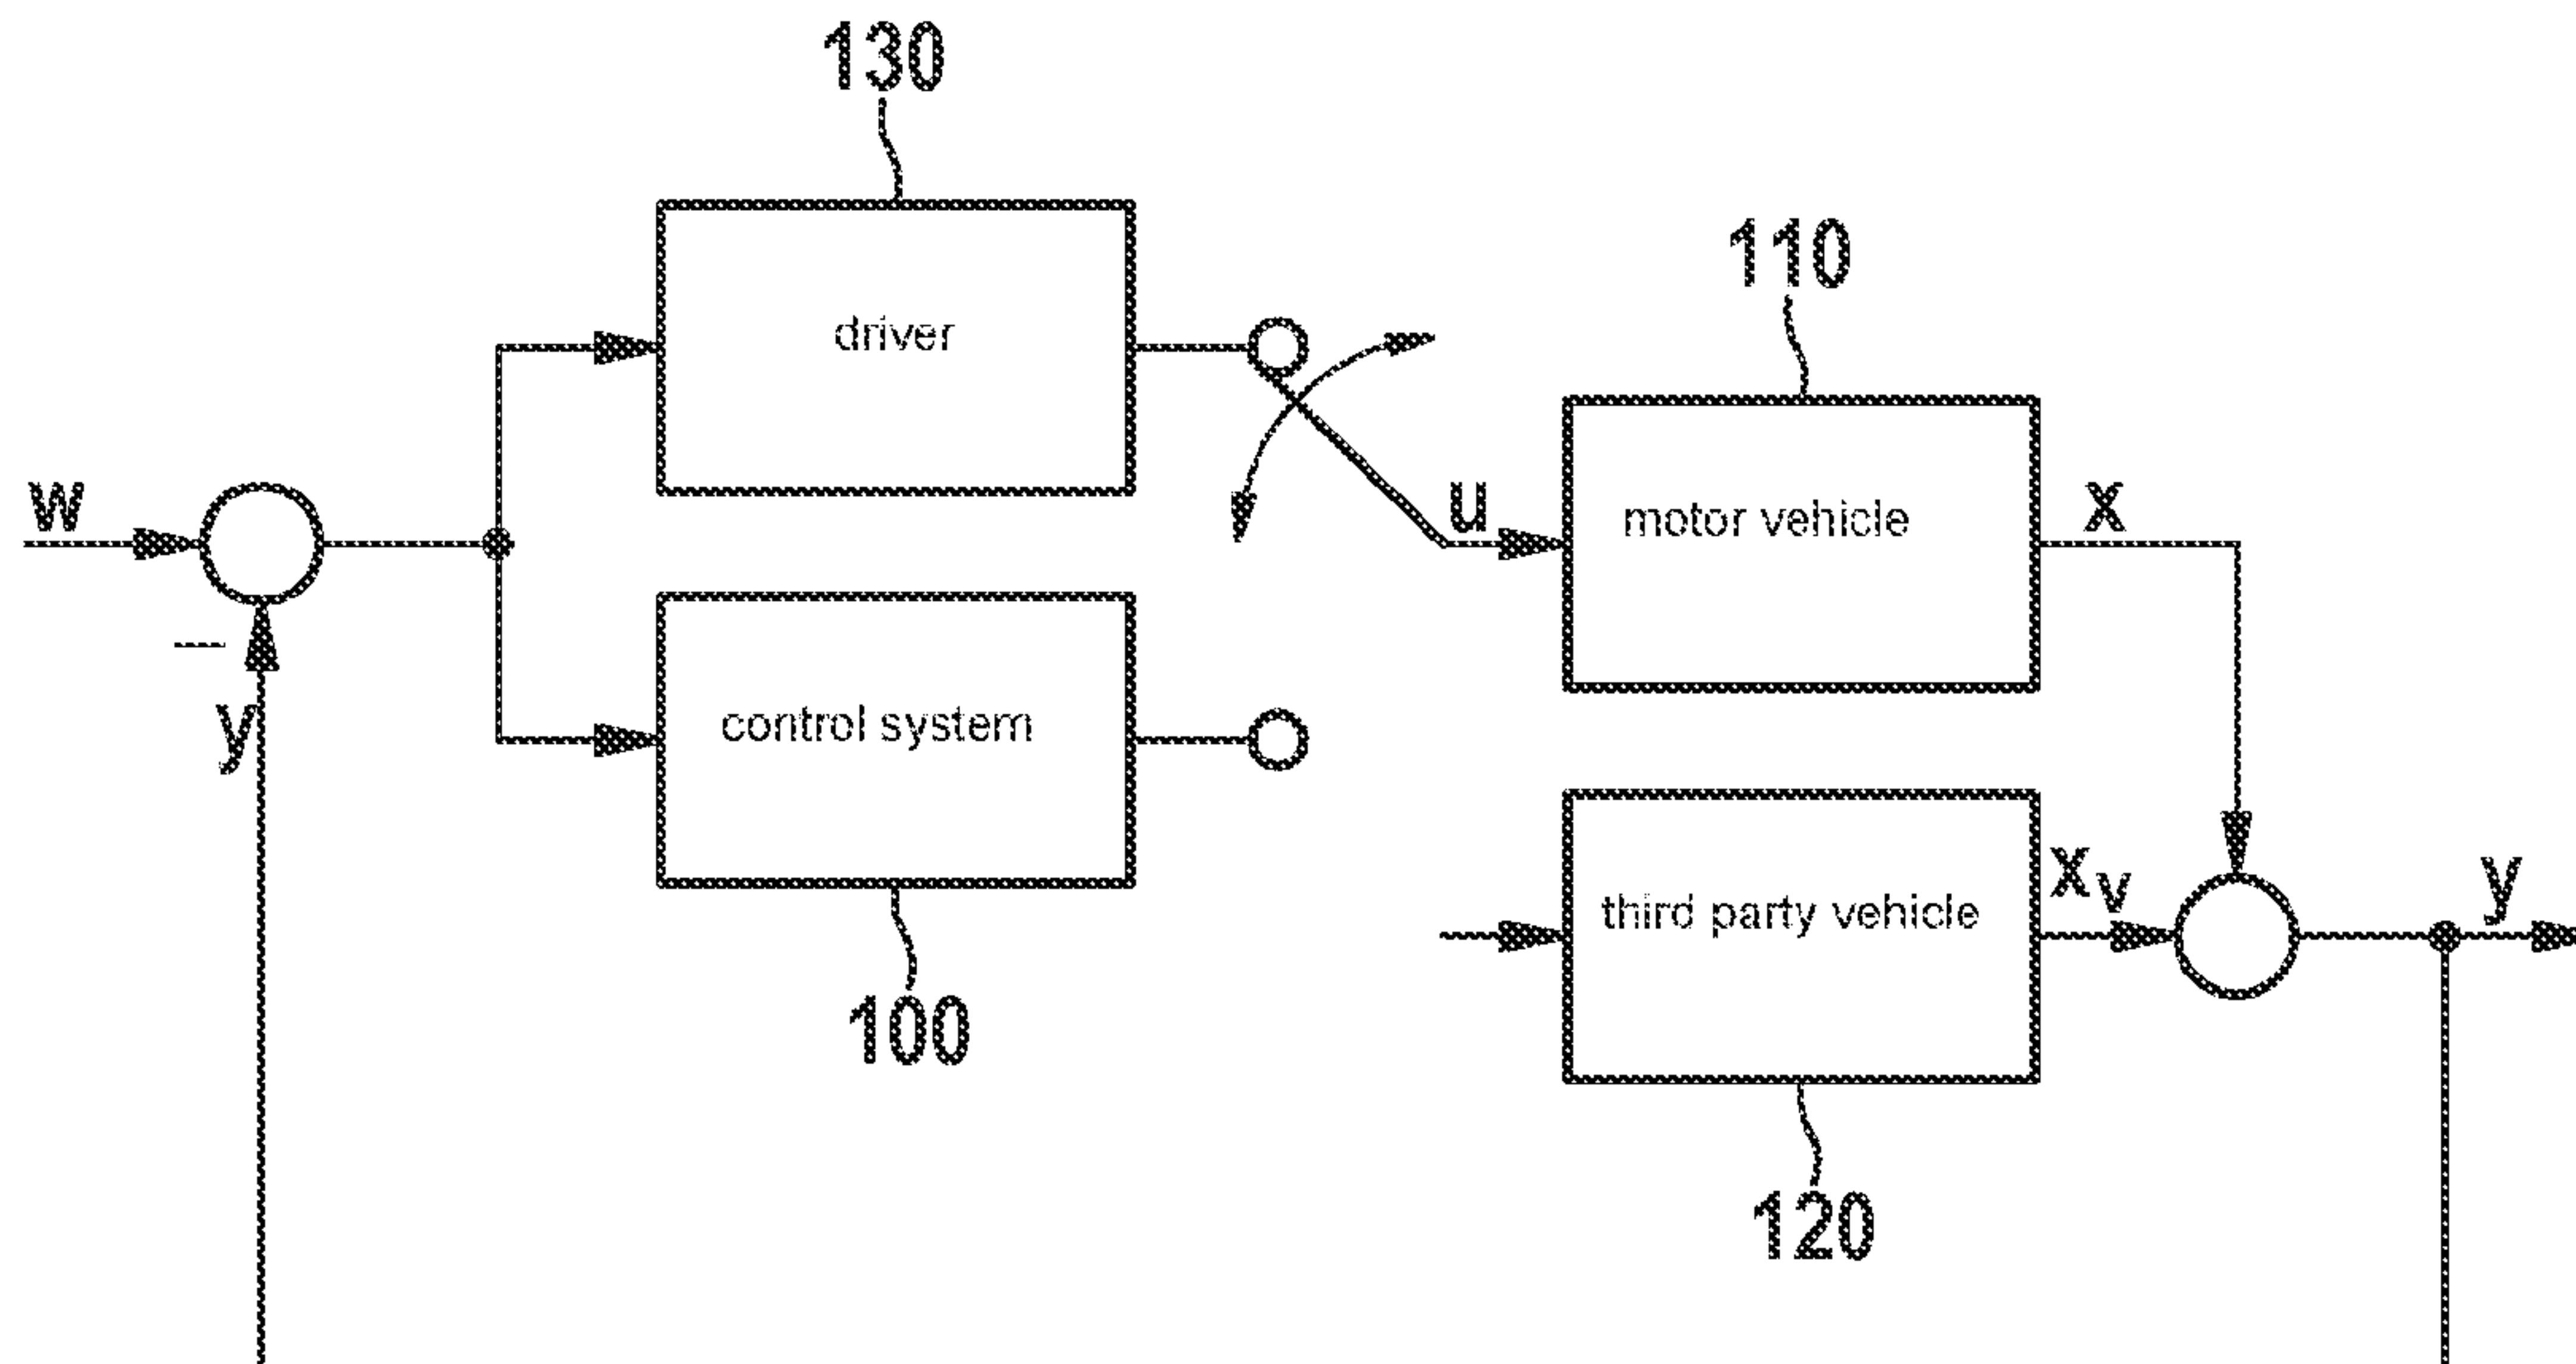 130
driver
110
w
u
motor vehicle
x
–
y
control system
third party vehicle
xv
y
100
120